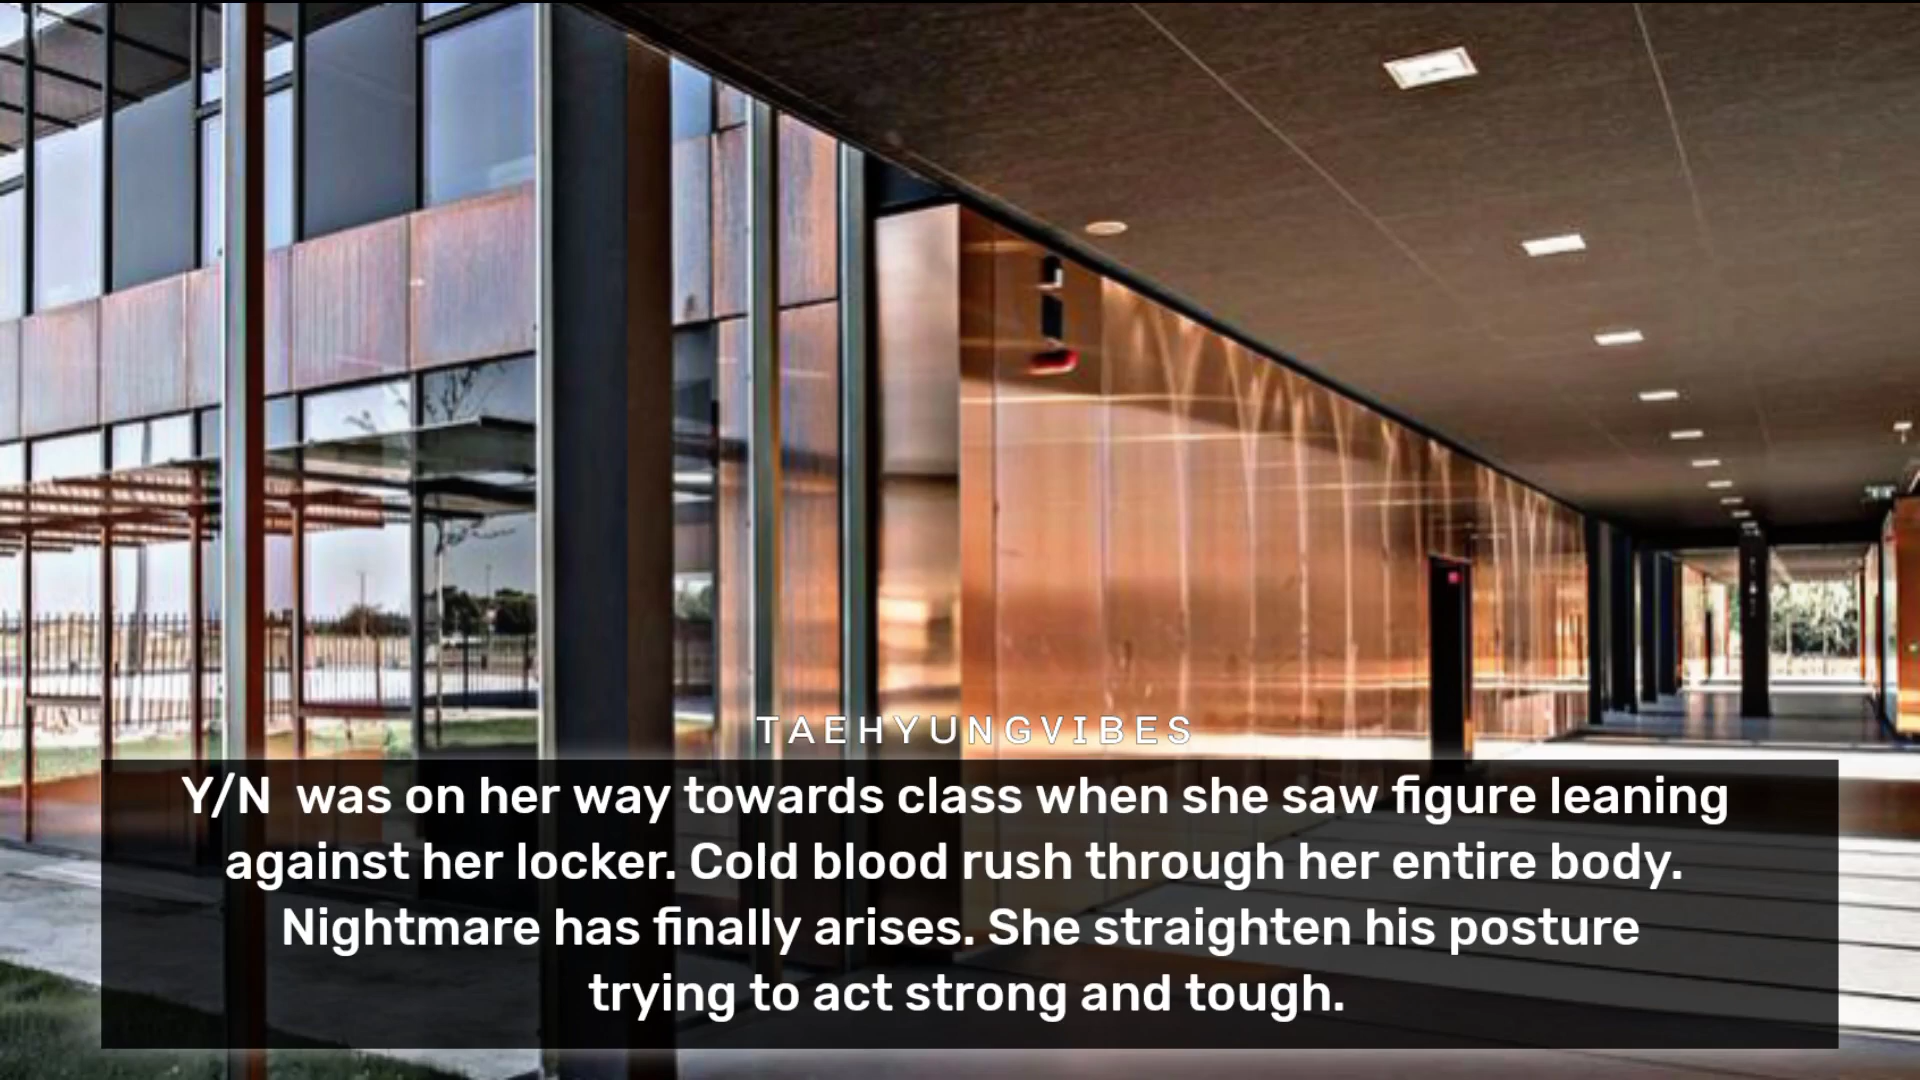 TAEHYUNGVIBES
Y/N was on her way towards class when she saw figure leaning
against her locker. Cold blood rush through her entire body.
Nightmare has finally arises. She straighten his posture
trying to act strong and tough.